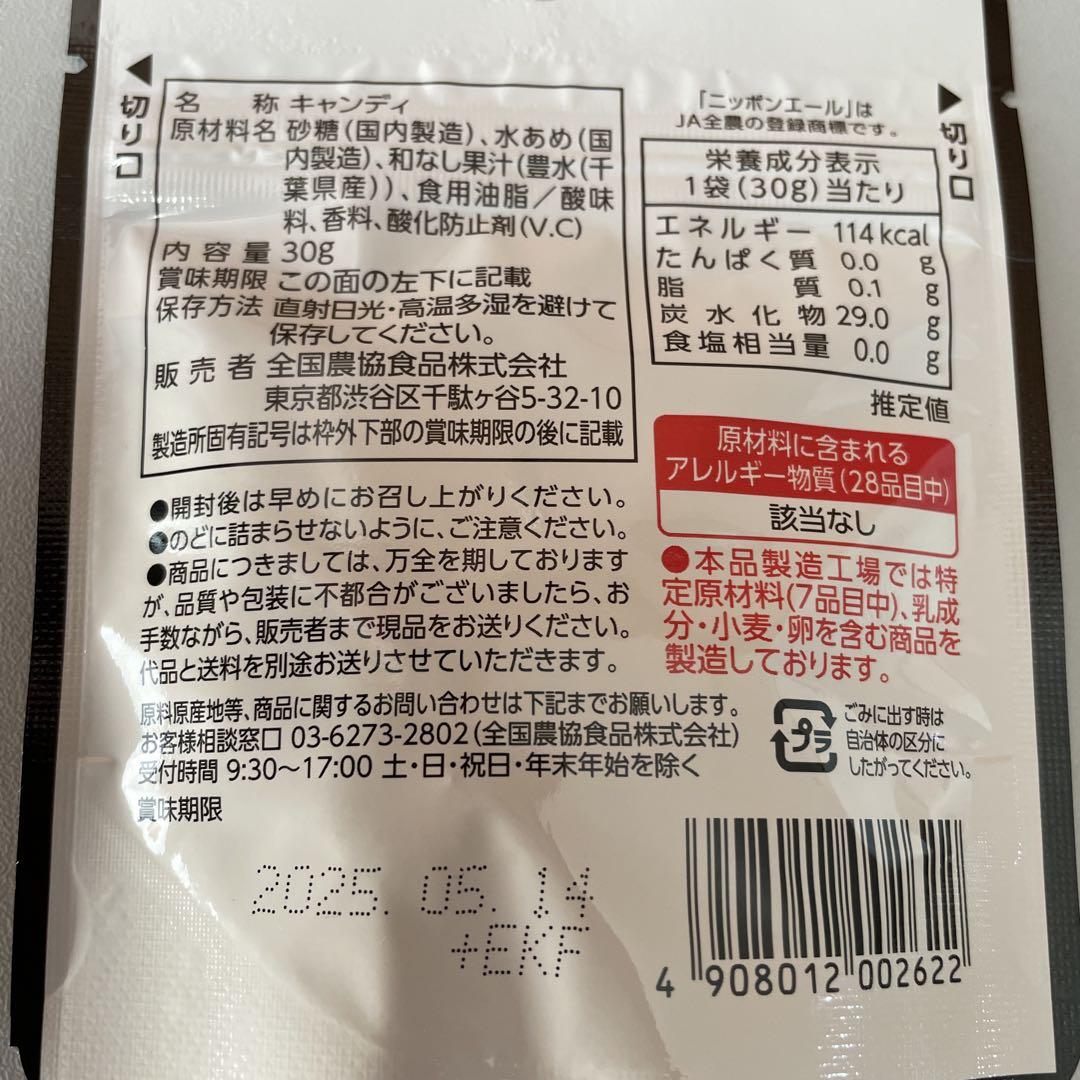 切り口
名称 キャンディ
原材料名 砂糖(国内製造)、水あめ(国
内製造)、和なし果汁(豊水(千
葉県産))、食用油脂/酸味
料、香料、酸化防止剤(V.C)
内容量 30g
賞味期限 この面の左下に記載
保存方法 直射日光・高温多湿を避けて
保存してください。
販売者 全国農協食品株式会社
東京都渋谷区千駄ヶ谷5-32-10
製造所固有記号は枠外下部の賞味期限の後に記載
「ニッポンエール」は
JA全農の登録商標です。
切り口
栄養成分表示
1袋(30g)当たり
エネルギー 114kcal
たんぱく質 0.0 g
脂質 0.1 g
炭水化物 29.0 g
食塩相当量 0.0 g
推定値
原材料に含まれる
アレルギー物質(28品目中)
該当なし
●本品製造工場では特
定原材料(7品目中)、乳成
分・小麦・卵を含む商品を
製造しております。
●開封後は早めにお召し上がりください。
●のどに詰まらせないように、ご注意ください。
●商品につきましては、万全を期しております
が、品質や包装に不都合がございましたら、お
手数ながら、販売者まで現品をお送りください。
代品と送料を別途お送りさせていただきます。
原料原産地等、商品に関するお問い合わせは下記までお願いします。
お客様相談窓口 03-6273-2802(全国農協食品株式会社)
受付時間 9:30〜17:00 土・日・祝日・年末年始を除く
プラ
ごみに出す時は
自治体の区分に
したがってください。
賞味期限
2025.05.14
+EKF
4 908012 002622